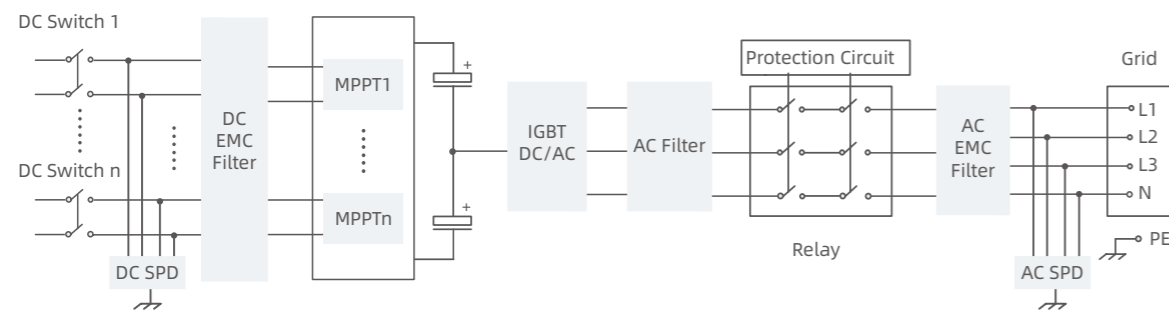 DC Switch 1
DC Switch n
DC SPD
DC
EMC
Filter
MPPT1
MPPTn
+
+
IGBT
DC/AC
AC Filter
Protection Circuit
Relay
AC
EMC
Filter
Grid
L1
L2
L3
N
PE
AC SPD